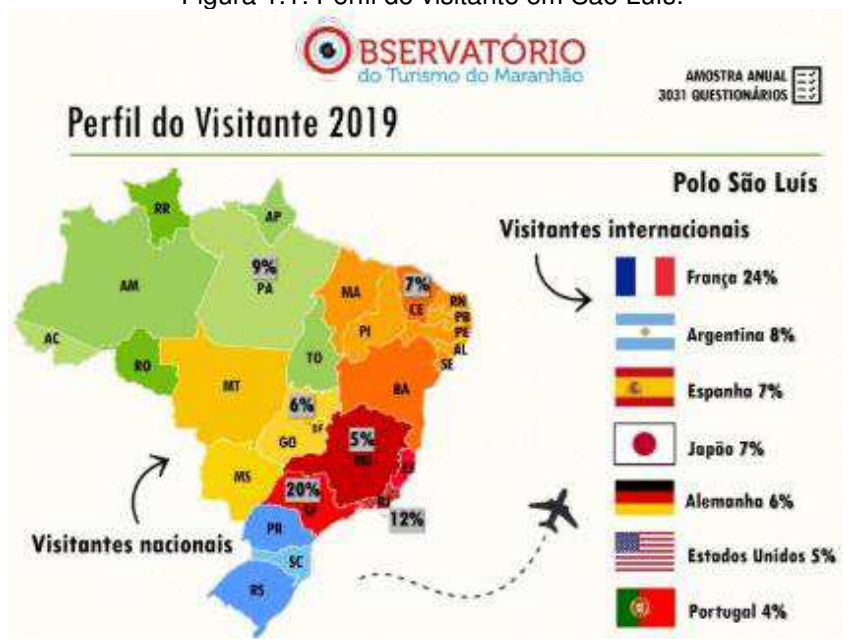 Figura 1.1: Perfil do visitante em São Luís.
OBSERVATÓRIO
do Turismo do Maranhão
AMOSTRA ANUAL
3031 QUESTIONÁRIOS
Perfil do Visitante 2019
Polo São Luís
Visitantes internacionais
França 24%
Argentina 8%
Espanha 7%
Japão 7%
Alemanha 6%
Estados Unidos 5%
Portugal 4%
Visitantes nacionais
RR
AP
AM
9%
PA
MA
7%
CE
RN
PB
PE
AL
SE
PI
AC
RO
TO
MT
BA
6%
DF
GO
5%
MG
MS
20%
SP
ES
RJ
12%
PR
SC
RS